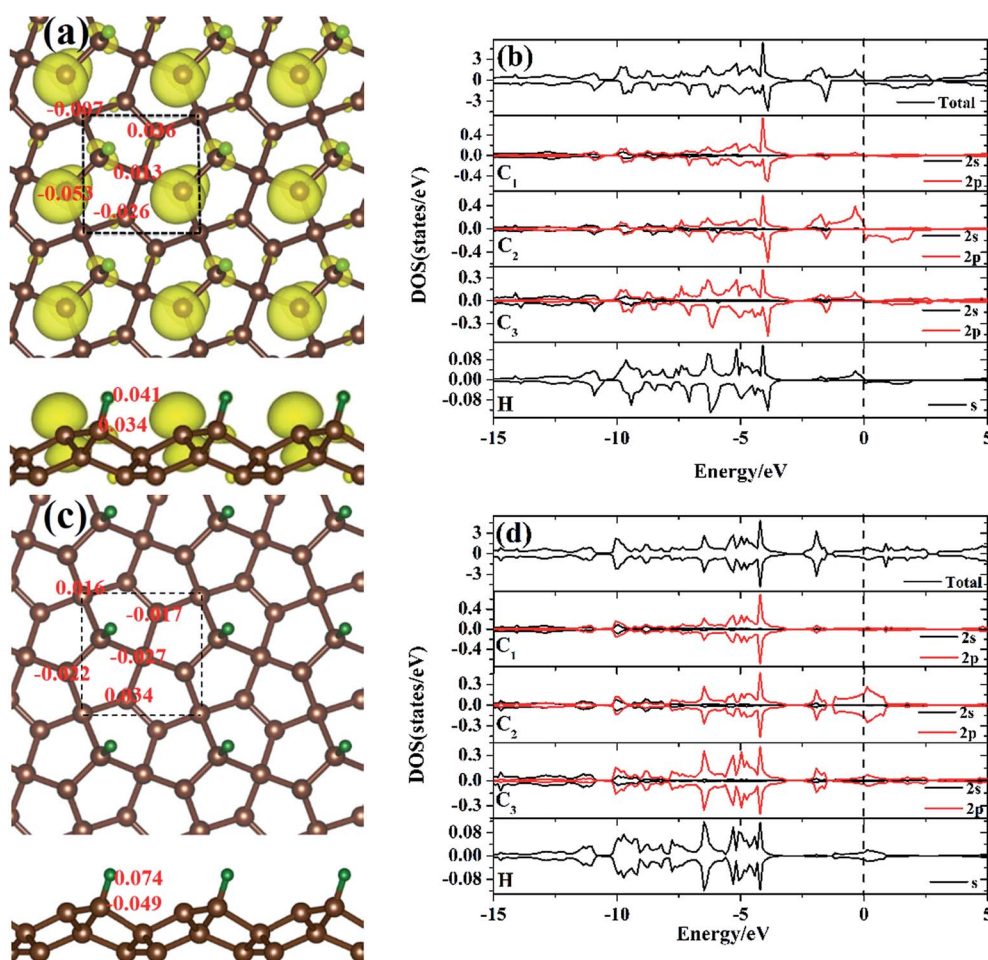 (a)
-0.007
0.036
0.013
-0.053
-0.026
0.041
0.034
(b)
3
0
-3
Total
0.4
0.0
-0.4
C1
2s
2p
0.4
0.0
-0.4
C2
2s
2p
0.3
0.0
-0.3
C3
2s
2p
0.08
0.00
-0.08
H
s
DOS(states/eV)
-15 -10 -5 0 5
Energy/eV
(c)
0.016
-0.017
-0.027
-0.022
0.034
0.074
-0.049
(d)
3
0
-3
Total
0.4
0.0
-0.4
C1
2s
2p
0.3
0.0
-0.3
C2
2s
2p
0.3
0.0
-0.3
C3
2s
2p
0.08
0.00
-0.08
H
s
DOS(states/eV)
-15 -10 -5 0 5
Energy/eV